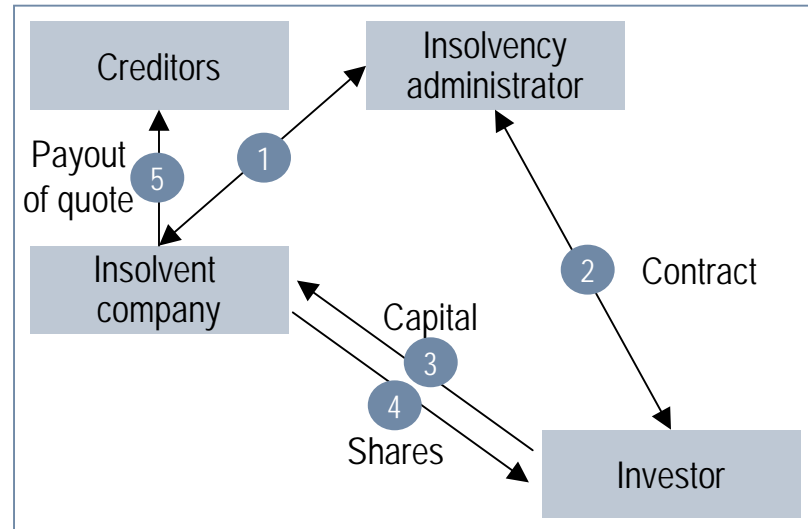 Creditors
Insolvency
administrator
Payout
of quote
5
1
Insolvent
company
2
Contract
Capital
3
4
Shares
Investor